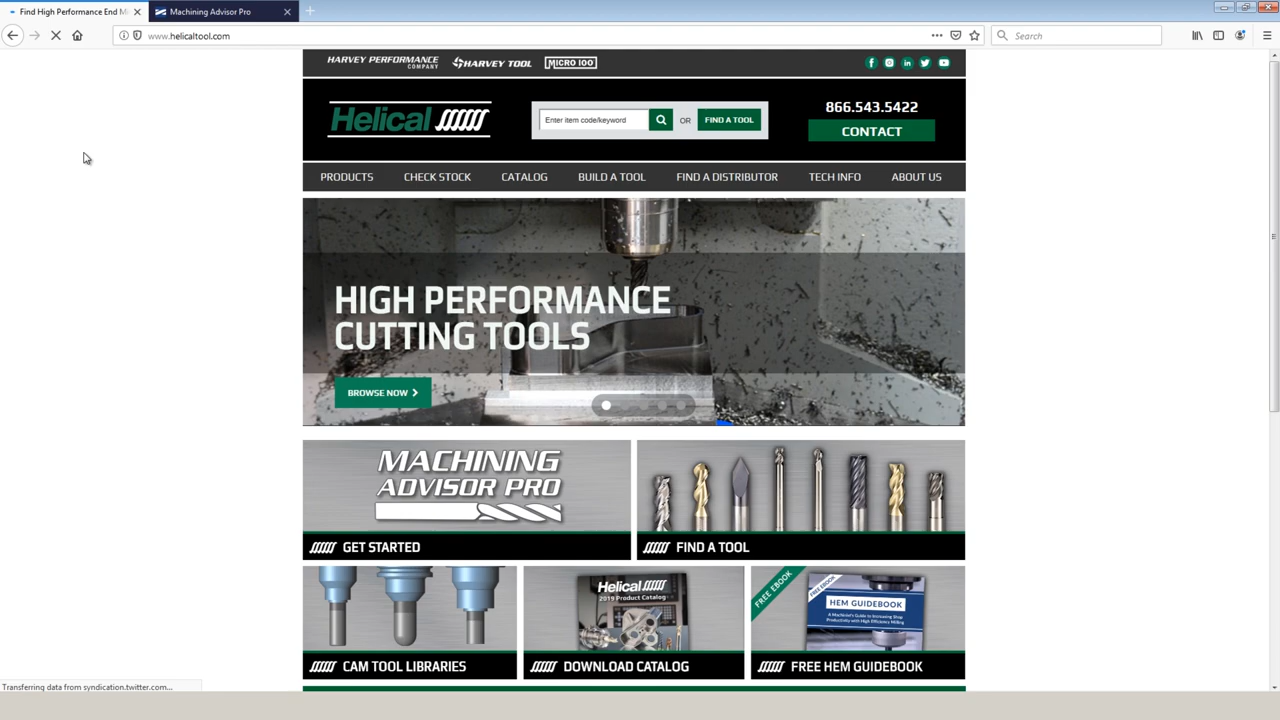 Find High Performance End Mi
Machining Advisor Pro
www.helicaltool.com
Search
HARVEY PERFORMANCE
COMPANY
HARVEY TOOL
MICRO 100
Helical
Enter item code/keyword
OR
FIND A TOOL
866.543.5422
CONTACT
PRODUCTS
CHECK STOCK
CATALOG
BUILD A TOOL
FIND A DISTRIBUTOR
TECH INFO
ABOUT US
HIGH PERFORMANCE
CUTTING TOOLS
BROWSE NOW
MACHINING
ADVISOR PRO
GET STARTED
FIND A TOOL
CAM TOOL LIBRARIES
Helical
2019 Product Catalog
DOWNLOAD CATALOG
FREE EBOOK
FREE EBOOK
HEM GUIDEBOOK
A Machinist's Guide to Increasing Shop
Productivity with High Efficiency Milling
FREE HEM GUIDEBOOK
Transferring data from syndication.twitter.com...